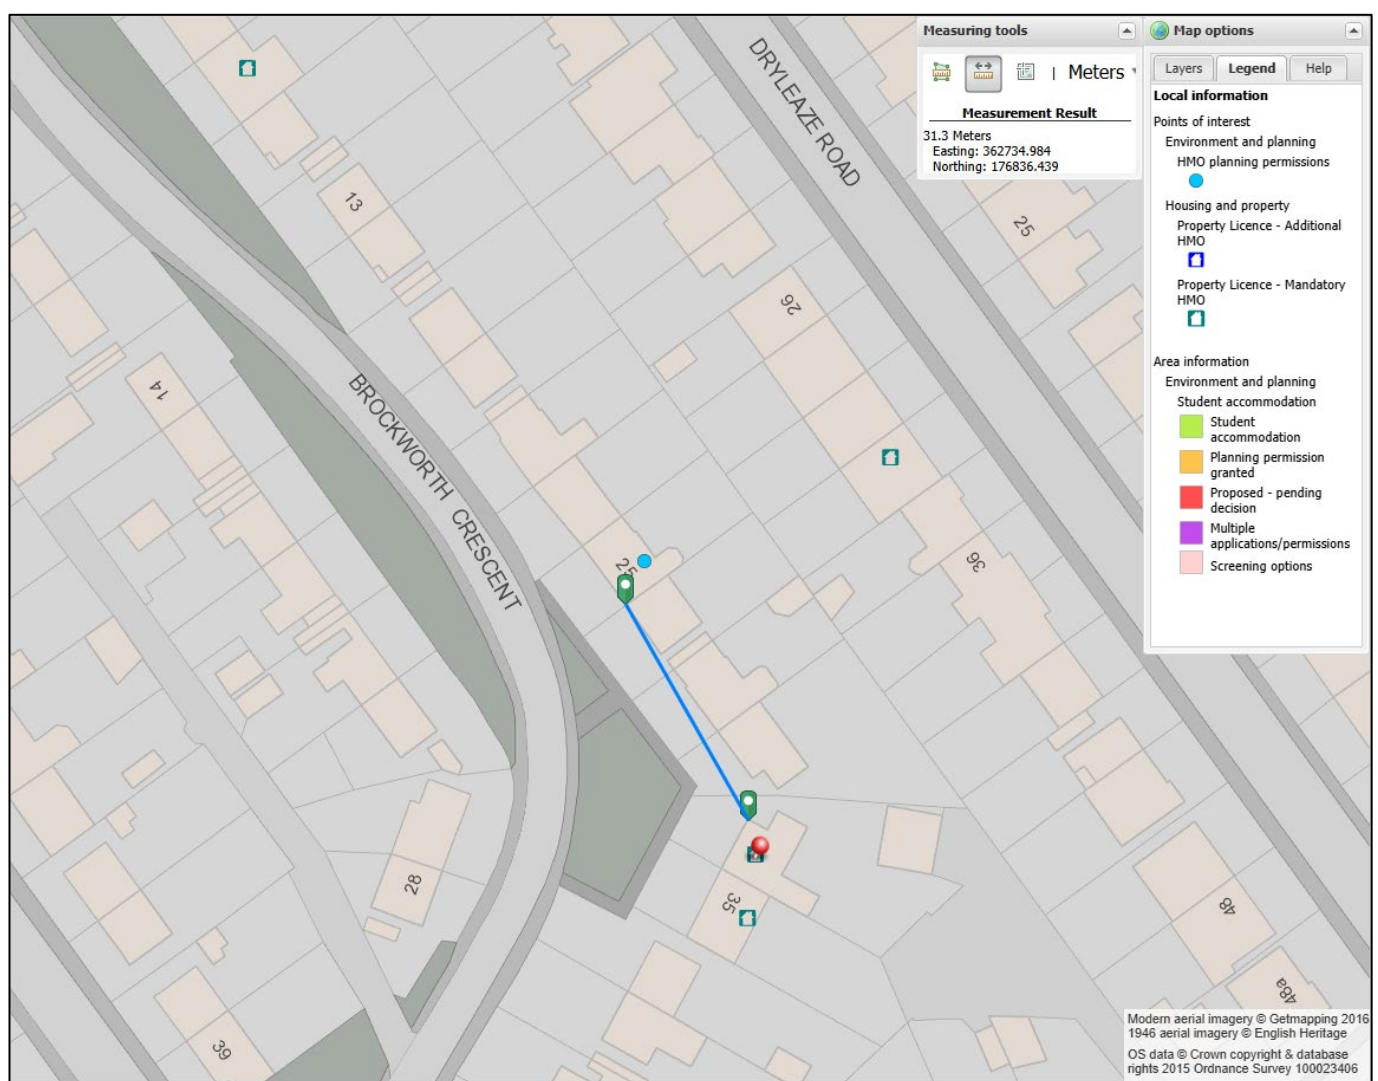 Measuring tools
| Meters
Measurement Result
31.3 Meters
Easting: 362734.984
Northing: 176836.439
Map options
Layers
Legend
Help
Local information
Points of interest
Environment and planning
HMO planning permissions
Housing and property
Property Licence - Additional
HMO
Property Licence - Mandatory
HMO
Area information
Environment and planning
Student accommodation
Student
accommodation
Planning permission
granted
Proposed - pending
decision
Multiple
applications/permissions
Screening options
DRYLEAZE ROAD
13
25
26
14
BROCKWORTH CRESCENT
25
36
28
35
48
48a
39
Modern aerial imagery © Getmapping 2016
1946 aerial imagery © English Heritage
OS data © Crown copyright & database
rights 2015 Ordnance Survey 100023406